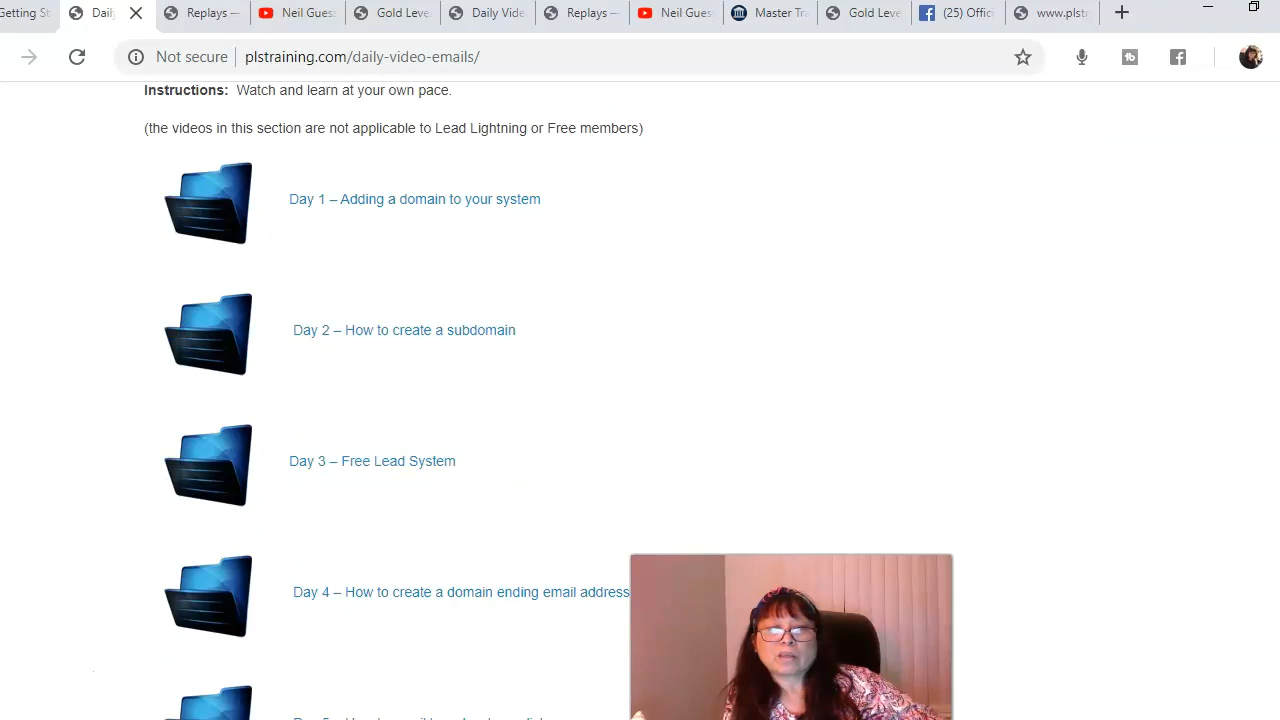 Getting St
Daily
Replays —
Neil Gues
Gold Leve
Daily Vide
Replays —
Neil Gues
Master Tra
Gold Leve
(25) Offic
www.plstr
Not secure
plstraining.com/daily-video-emails/
Instructions: Watch and learn at your own pace.
(the videos in this section are not applicable to Lead Lightning or Free members)
Day 1 – Adding a domain to your system
Day 2 – How to create a subdomain
Day 3 – Free Lead System
Day 4 – How to create a domain ending email address